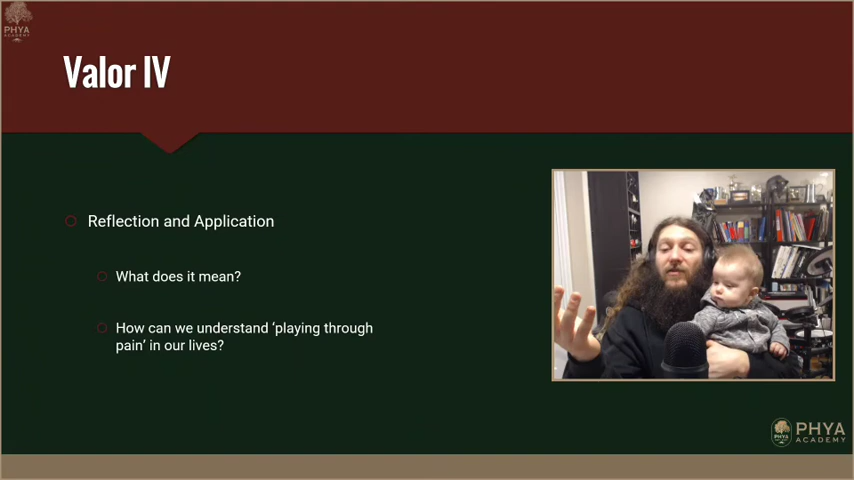 PHYA
ACADEMY
Valor IV
Reflection and Application
What does it mean?
How can we understand ‘playing through
pain’ in our lives?
PHYA
PHYA
ACADEMY